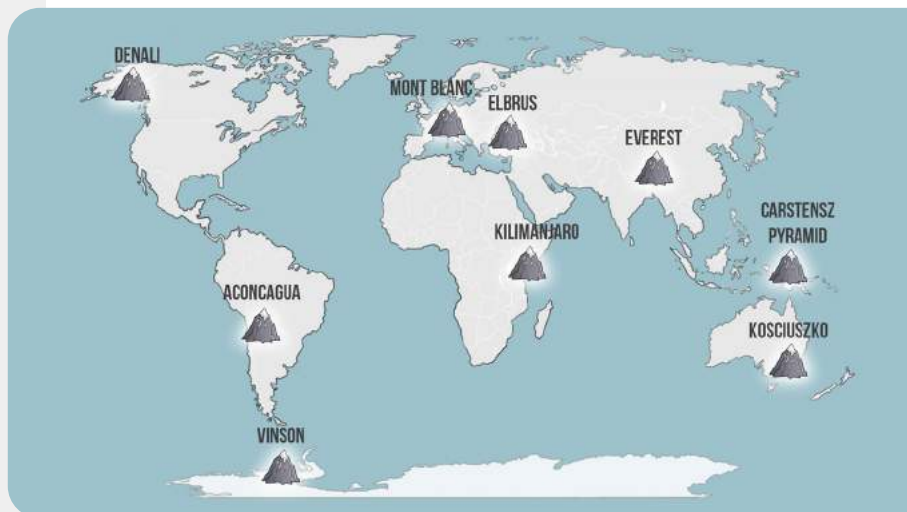 DENALI
MONT BLANC
ELBRUS
EVEREST
CARSTENSZ
PYRAMID
KILIMANJARO
ACONCAGUA
KOSCIUSZKO
VINSON